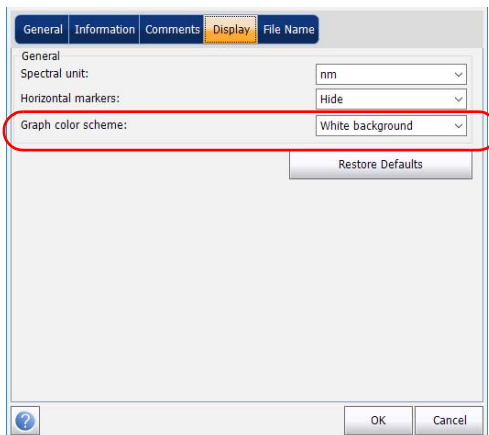 General Information Comments Display File Name
General
Spectral unit: nm
Horizontal markers: Hide
Graph color scheme: White background
Restore Defaults
? OK Cancel